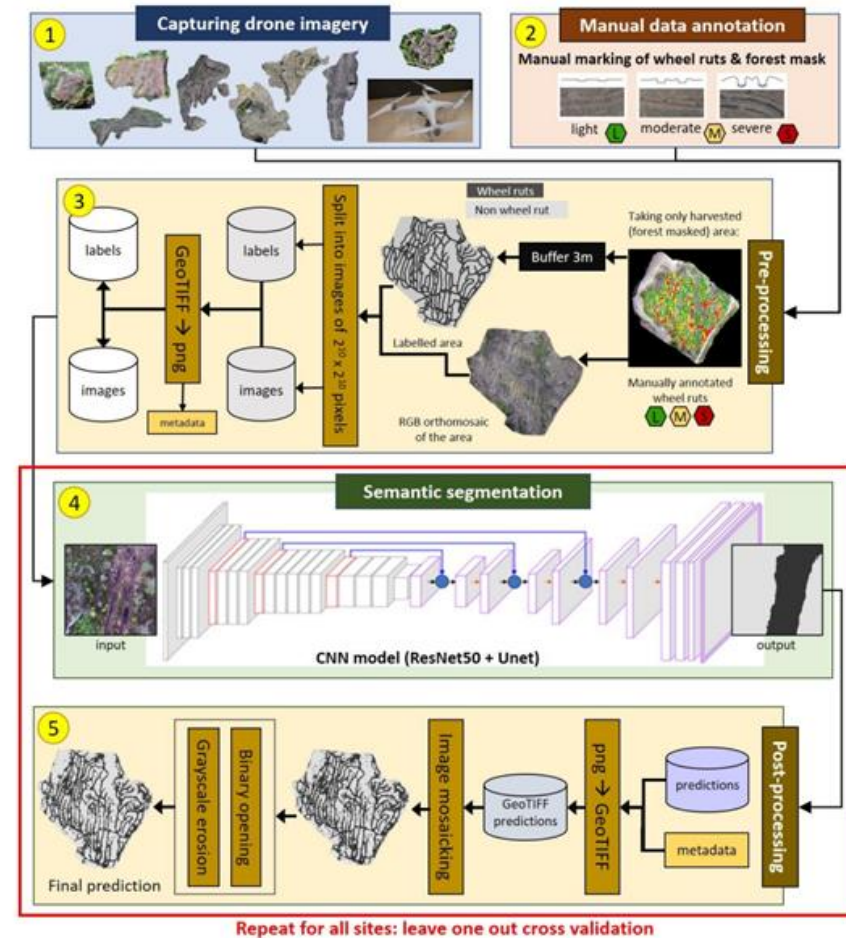 1
Capturing drone imagery
2
Manual data annotation
Manual marking of wheel ruts & forest mask
light L moderate M severe S
3
labels
images
GeoTIFF → png
metadata
labels
images
Split into images of 2¹⁰ x 2¹⁰ pixels
Wheel ruts
Non wheel rut
Labelled area
RGB orthomosaic
of the area
Buffer 3m
Taking only harvested
(forest masked) area:
Manually annotated
wheel ruts
L M S
Pre-processing
4
Semantic segmentation
input
CNN model (ResNet50 + Unet)
output
5
Final prediction
Grayscale erosion
Binary opening
Image mosaicking
GeoTIFF
predictions
png → GeoTIFF
predictions
metadata
Post-processing
Repeat for all sites: leave one out cross validation